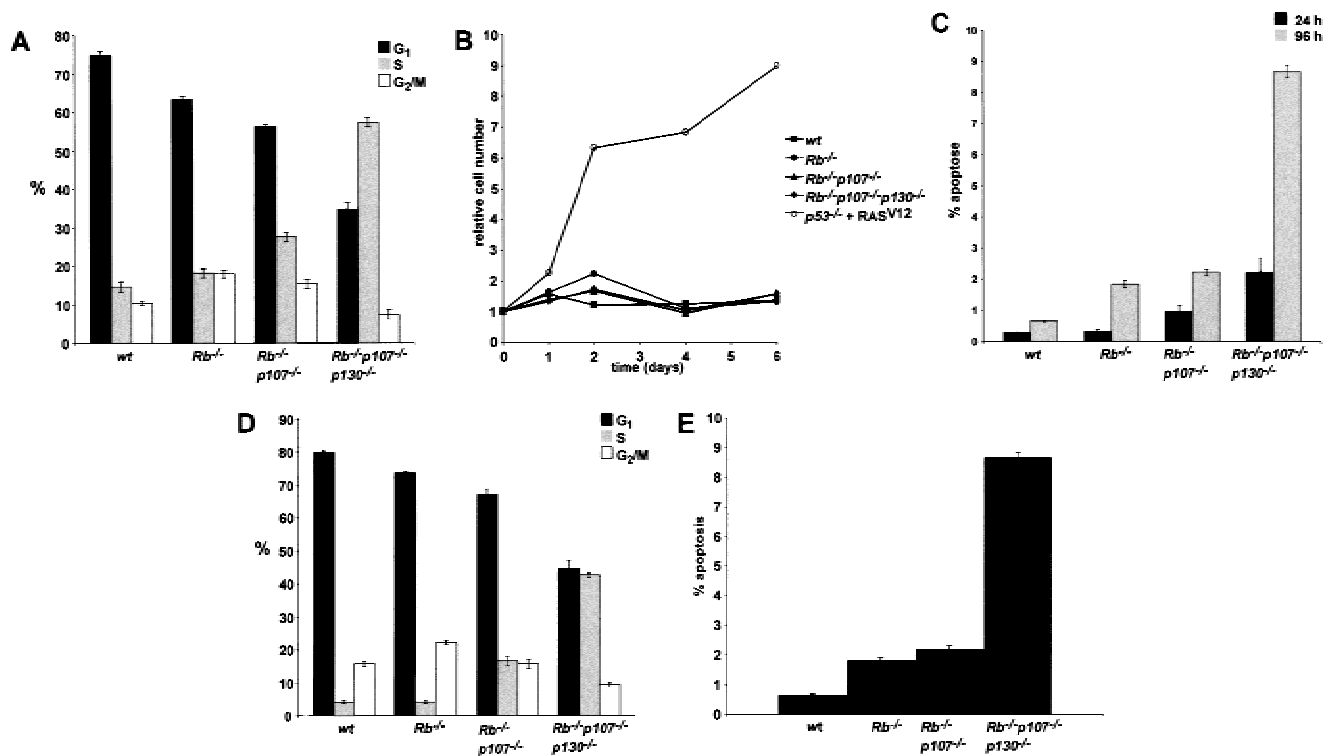 A
80
70
60
50
40
30
20
10
0
%
G1
S
G2/M
wt
Rb-/-
Rb-/-
p107-/-
Rb-/-p107-/-
p130-/-
B
10
9
8
7
6
5
4
3
2
1
0
relative cell number
0
1
2
3
4
5
6
time (days)
wt
Rb-/-
Rb-/-p107-/-
Rb-/-p107-/-p130-/-
p53-/- + RASV12
C
24 h
96 h
10
9
8
7
6
5
4
3
2
1
0
% apoptose
wt
Rb-/-
Rb-/-
p107-/-
Rb-/-p107-/-
p130-/-
D
90
80
70
60
50
40
30
20
10
0
%
G1
S
G2/M
wt
Rb-/-
Rb-/-
p107-/-
Rb-/-p107-/-
p130-/-
E
10
9
8
7
6
5
4
3
2
1
0
% apoptosis
wt
Rb-/-
Rb-/-
p107-/-
Rb-/-p107-/-
p130-/-